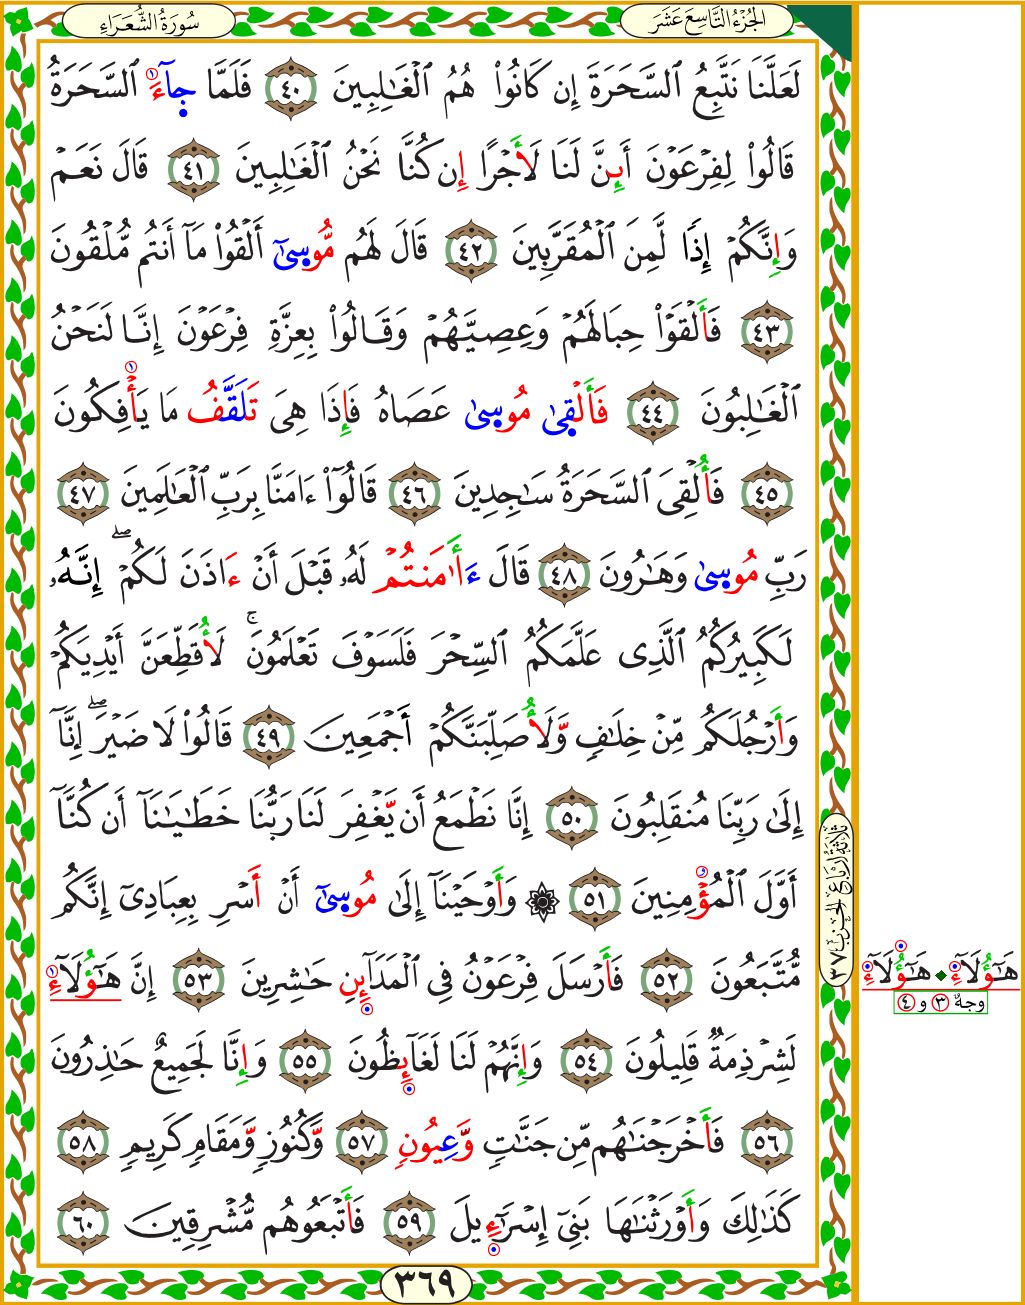 الجُزْءُ التَّاسِعَ عَشَرَ
سُورَةُ الشُّعَرَاءِ
لَعَلَّنَا نَتَّبِعُ ٱلسَّحَرَةَ إِن كَانُوا۟ هُمُ ٱلْغَـٰلِبِينَ ٤٠ فَلَمَّا جَآءَ ٱلسَّحَرَةُ
قَالُوا۟ لِفِرْعَوْنَ أَئِنَّ لَنَا لَأَجْرًا إِن كُنَّا نَحْنُ ٱلْغَـٰلِبِينَ ٤١ قَالَ نَعَمْ
وَإِنَّكُمْ إِذًا لَّمِنَ ٱلْمُقَرَّبِينَ ٤٢ قَالَ لَهُم مُّوسَىٰٓ أَلْقُوا۟ مَآ أَنتُم مُّلْقُونَ
٤٣ فَأَلْقَوْا۟ حِبَالَهُمْ وَعِصِيَّهُمْ وَقَالُوا۟ بِعِزَّةِ فِرْعَوْنَ إِنَّا لَنَحْنُ
ٱلْغَـٰلِبُونَ ٤٤ فَأَلْقَىٰ مُوسَىٰ عَصَاهُ فَإِذَا هِىَ تَلَقَّفُ مَا يَأْفِكُونَ
٤٥ فَأُلْقِىَ ٱلسَّحَرَةُ سَـٰجِدِينَ ٤٦ قَالُوٓا۟ ءَامَنَّا بِرَبِّ ٱلْعَـٰلَمِينَ ٤٧
رَبِّ مُوسَىٰ وَهَـٰرُونَ ٤٨ قَالَ ءَأَا۬مَنتُمْ لَهُۥ قَبْلَ أَنْ ءَاذَنَ لَكُمْ ۖ إِنَّهُۥ
لَكَبِيرُكُمُ ٱلَّذِى عَلَّمَكُمُ ٱلسِّحْرَ فَلَسَوْفَ تَعْلَمُونَ ۚ لَأُقَطِّعَنَّ أَيْدِيَكُمْ
وَأَرْجُلَكُم مِّنْ خِلَـٰفٍ وَّلَأُصَلِّبَنَّكُمْ أَجْمَعِينَ ٤٩ قَالُوا۟ لَا ضَيْرَ ۖ إِنَّآ
إِلَىٰ رَبِّنَا مُنقَلِبُونَ ٥٠ إِنَّا نَطْمَعُ أَن يَّغْفِرَ لَنَا رَبُّنَا خَطَـٰيَـٰنَآ أَن كُنَّآ
أَوَّلَ ٱلْمُؤْمِنِينَ ٥١ ۞ وَأَوْحَيْنَآ إِلَىٰ مُوسَىٰٓ أَنْ أَسْرِ بِعِبَادِىٓ إِنَّكُم
مُّتَّبَعُونَ ٥٢ فَأَرْسَلَ فِرْعَوْنُ فِى ٱلْمَدَآئِنِ حَـٰشِرِينَ ٥٣ إِنَّ هَـٰٓؤُلَآءِ
لَشِرْذِمَةٌ قَلِيلُونَ ٥٤ وَإِنَّهُمْ لَنَا لَغَآئِظُونَ ٥٥ وَإِنَّا لَجَمِيعٌ حَـٰذِرُونَ
٥٦ فَأَخْرَجْنَـٰهُم مِّن جَنَّـٰتٍ وَّعِيُونٍ ٥٧ وَّكُنُوزٍ وَّمَقَامٍ كَرِيمٍ ٥٨
كَذَٰلِكَ وَأَوْرَثْنَـٰهَا بَنِىٓ إِسْرَٰٓءِيلَ ٥٩ فَأَتْبَعُوهُم مُّشْرِقِينَ ٦٠
٣٦٩
ثلاثة أرباع الحزب ٣٧
هَـٰٓؤُلَآءِ هَـٰٓؤُلَآءِ
وجهٌ ٣ و ٤